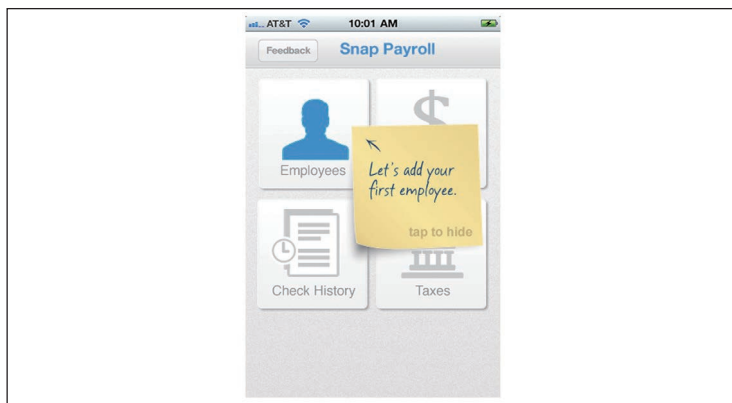 AT&T 10:01 AM
Feedback Snap Payroll
Employees
Let's add your
first employee.
tap to hide
Check History
Taxes